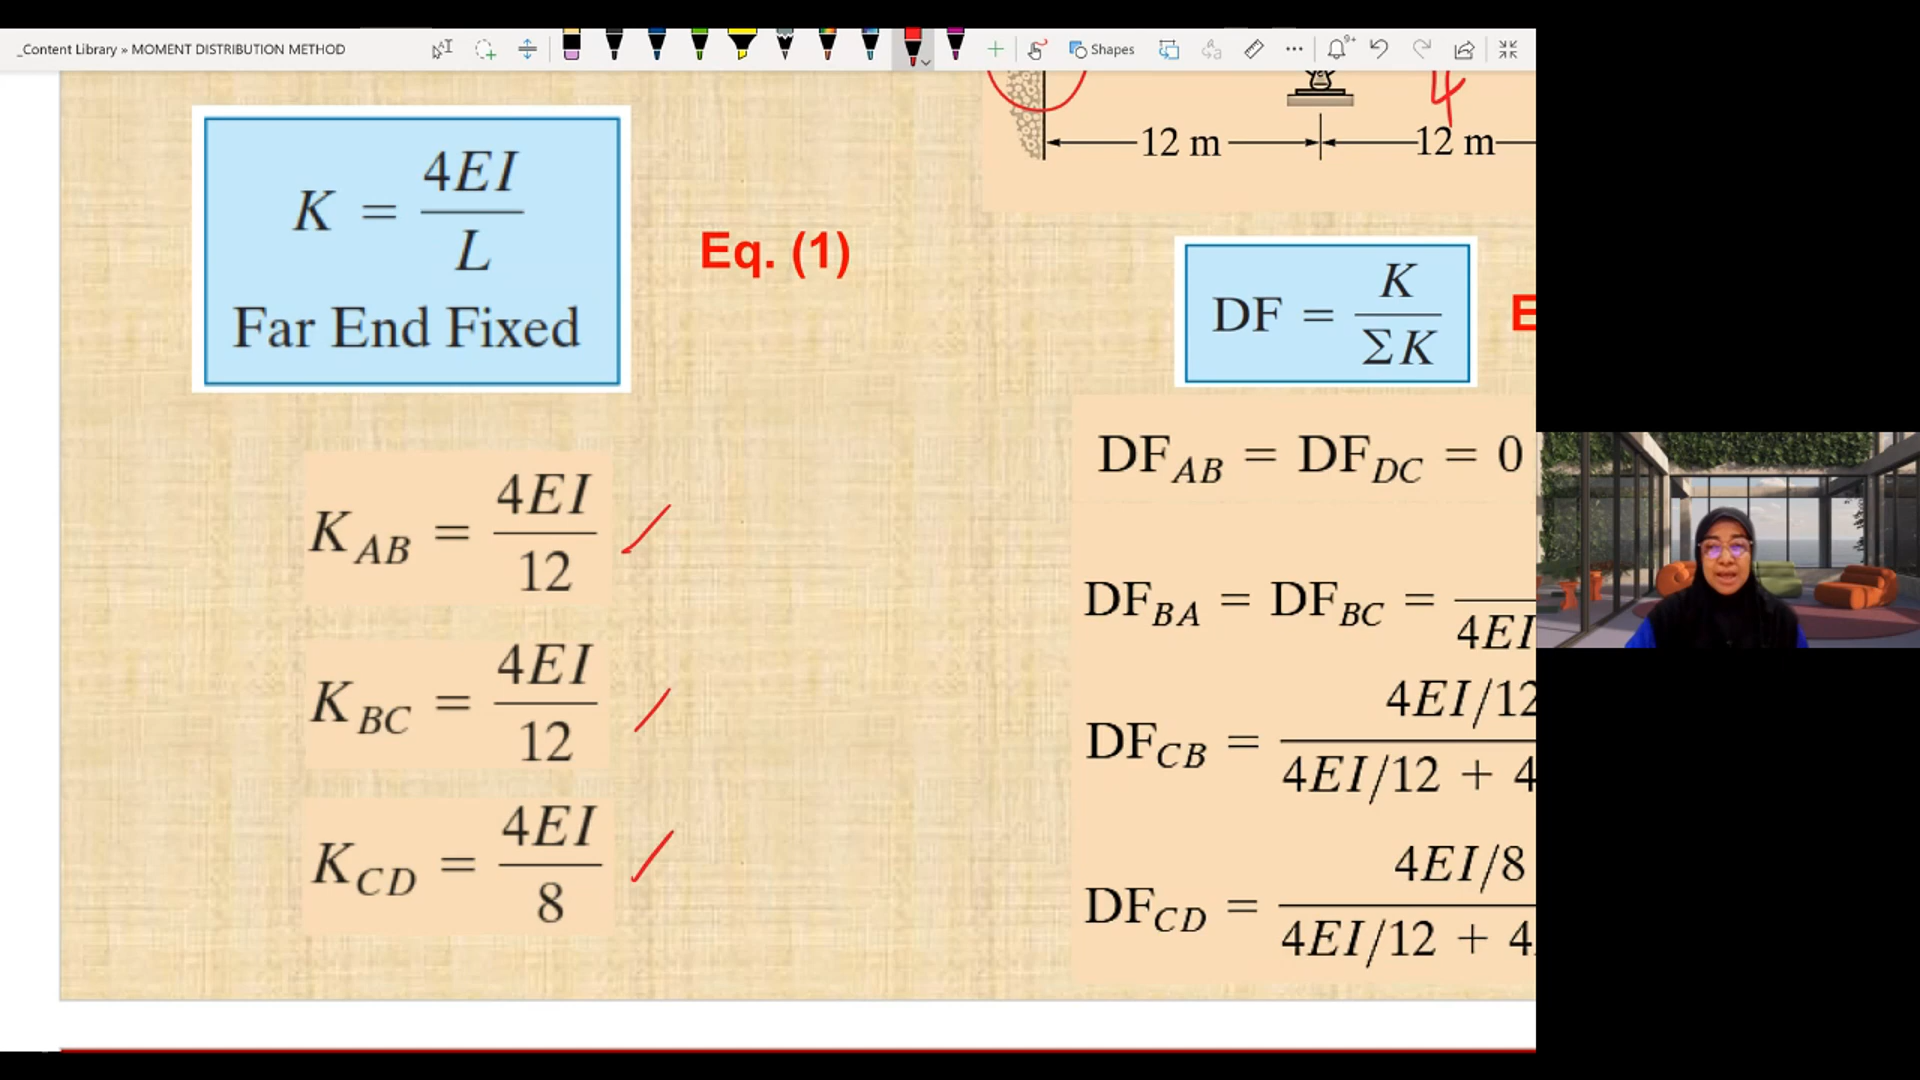 _Content Library » MOMENT DISTRIBUTION METHOD
Shapes
9+
4
12 m
12 m
K = 4EI / L
Far End Fixed
Eq. (1)
DF = K / ΣK
E
K_AB = 4EI / 12
K_BC = 4EI / 12
K_CD = 4EI / 8
DF_AB = DF_DC = 0
DF_BA = DF_BC =
4EI
DF_CB = 4EI/12
4EI/12 + 4
DF_CD = 4EI/8
4EI/12 + 4